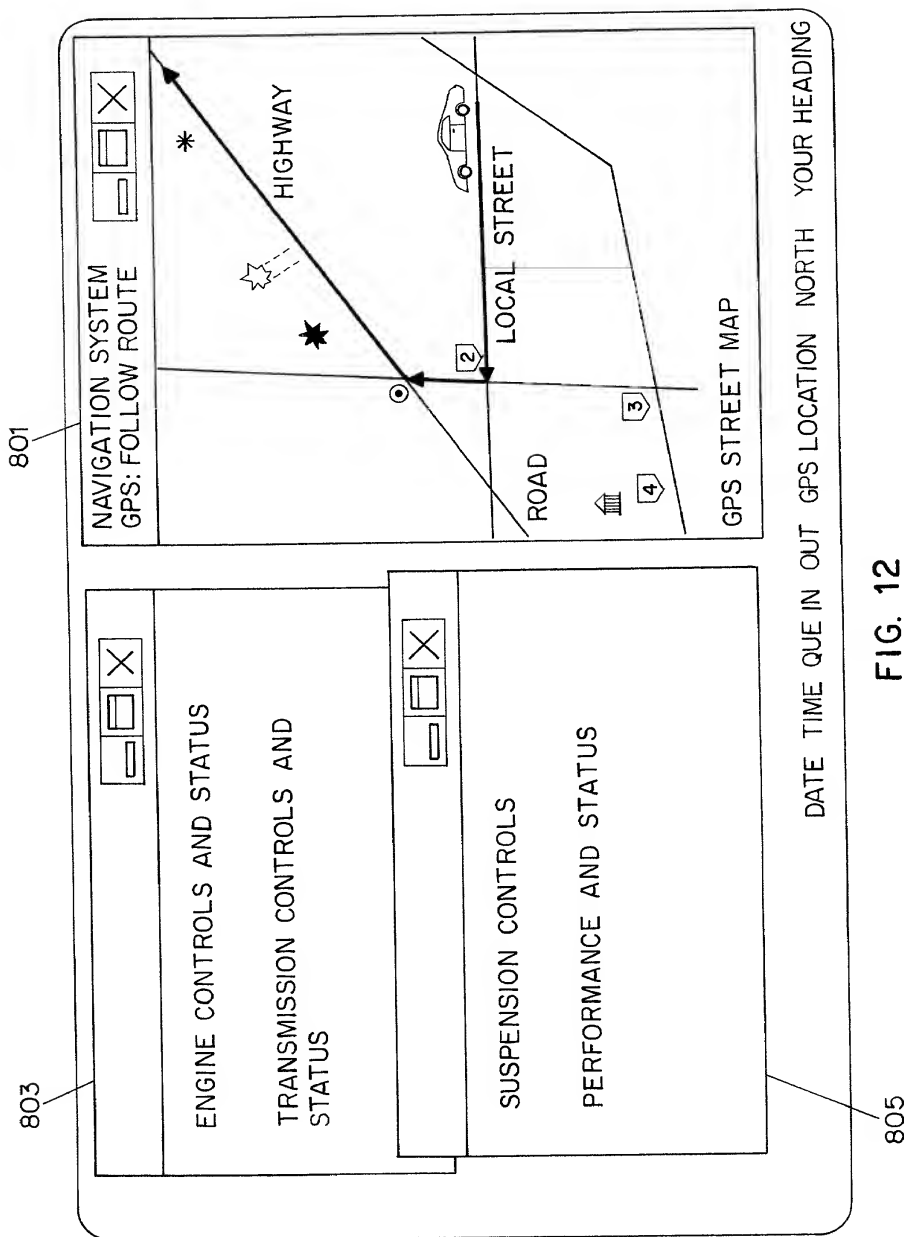 803
ENGINE CONTROLS AND STATUS
TRANSMISSION CONTROLS AND
STATUS
SUSPENSION CONTROLS
PERFORMANCE AND STATUS
805
801
NAVIGATION SYSTEM
GPS: FOLLOW ROUTE
HIGHWAY
2
LOCAL STREET
ROAD
3
4
GPS STREET MAP
DATE TIME QUE IN OUT GPS LOCATION NORTH YOUR HEADING
FIG. 12